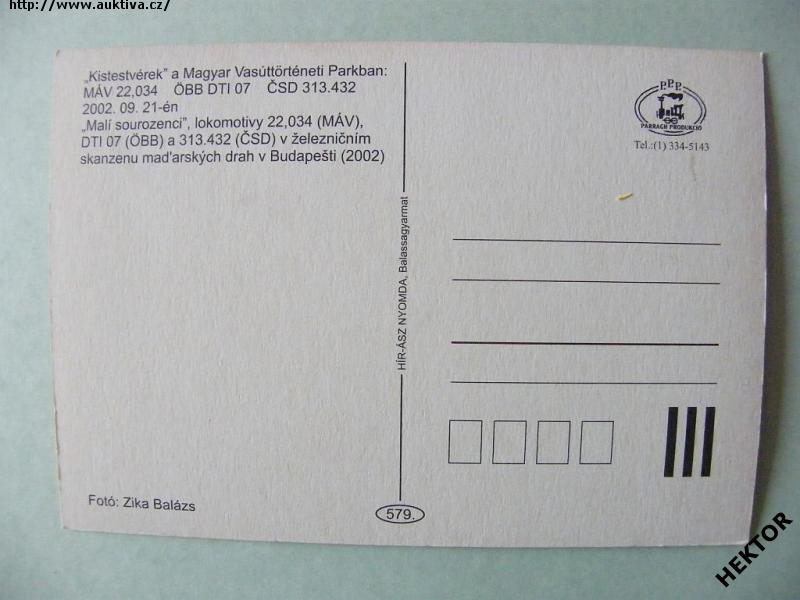 http://www.auktiva.cz/
„Kistestvérek" a Magyar Vasúttörténeti Parkban:
MÁV 22,034 ÖBB DTI 07 ČSD 313.432
2002. 09. 21-én
„Malí sourozenci", lokomotivy 22,034 (MÁV),
DTI 07 (ÖBB) a 313.432 (ČSD) v železničním
skanzenu mad'arských drah v Budapešti (2002)
P.P.P.
PARRAGH PRODUKCIÓ
Tel.:(1) 334-5143
HÍR-ÁSZ NYOMDA, Balassagyarmat
Fotó: Zika Balázs
579.
HEKTOR